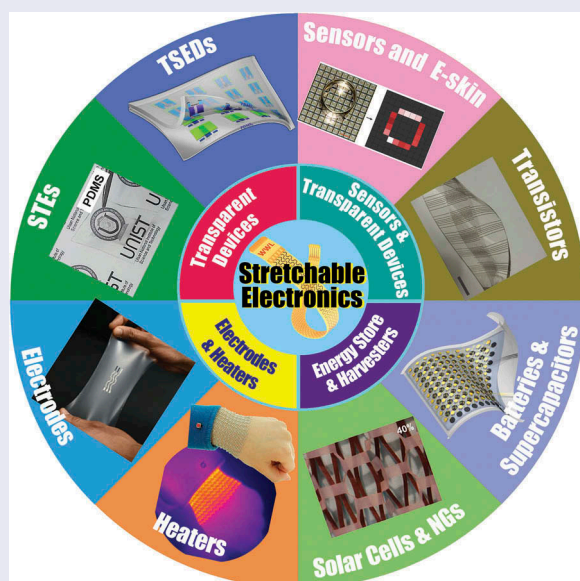 TSEDs
Sensors and E-skin
Transistors
Batteries &
Supercapacitors
Solar Cells & NGs
40%
Heaters
Electrodes
STEs
PDMS
UNIST
Transparent
Devices
Sensors &
Transparent Devices
Energy Store
& Harvesters
Electrodes
& Heaters
WWL
Stretchable
Electronics